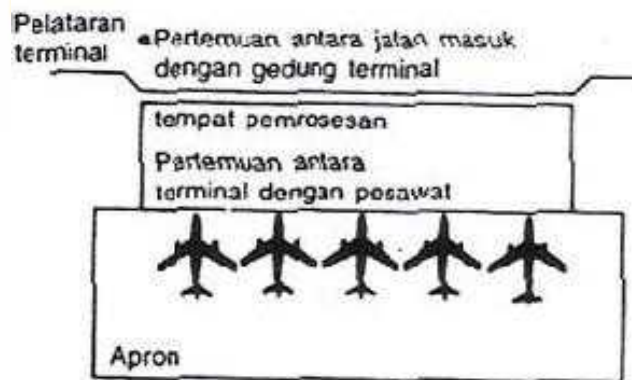 Pelataran
terminal
•Pertemuan antara jalan masuk
dengan gedung terminal
tempat pemrosesan
Pertemuan antara
terminal dengan pesawat
Apron